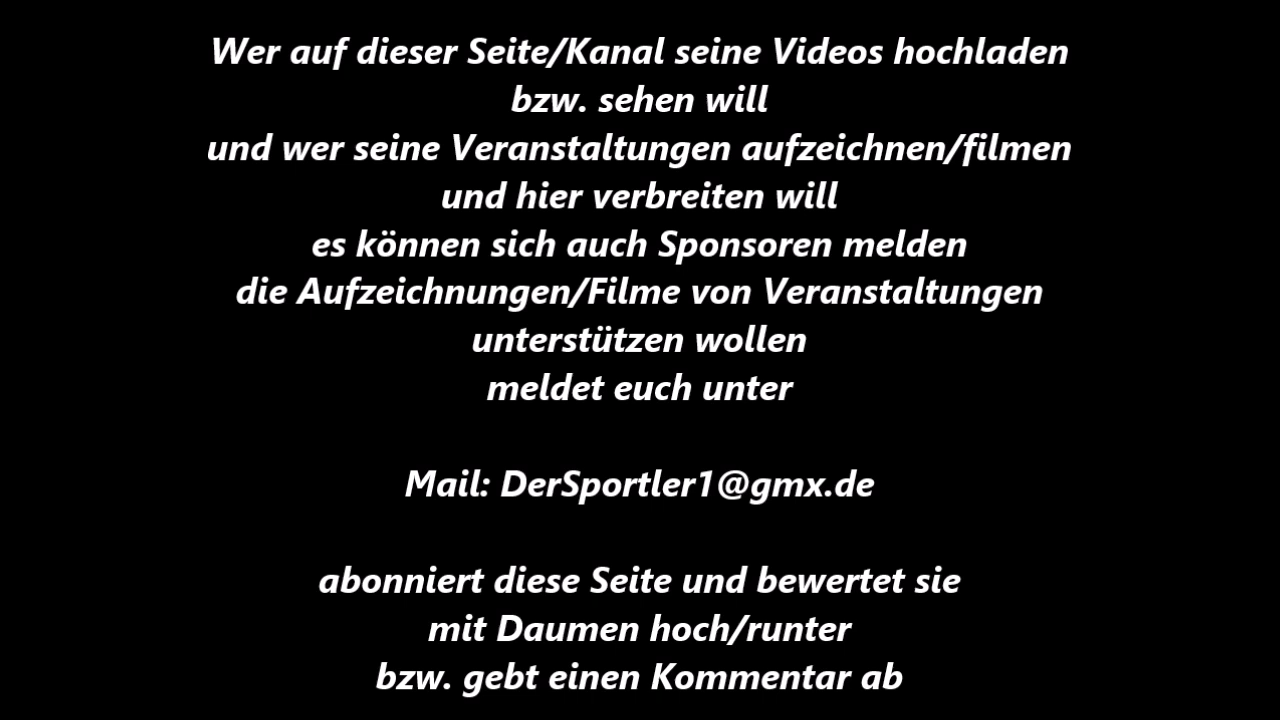 Wer auf dieser Seite/Kanal seine Videos hochladen
bzw. sehen will
und wer seine Veranstaltungen aufzeichnen/filmen
und hier verbreiten will
es können sich auch Sponsoren melden
die Aufzeichnungen/Filme von Veranstaltungen
unterstützen wollen
meldet euch unter
Mail: DerSportler1@gmx.de
abonniert diese Seite und bewertet sie
mit Daumen hoch/runter
bzw. gebt einen Kommentar ab